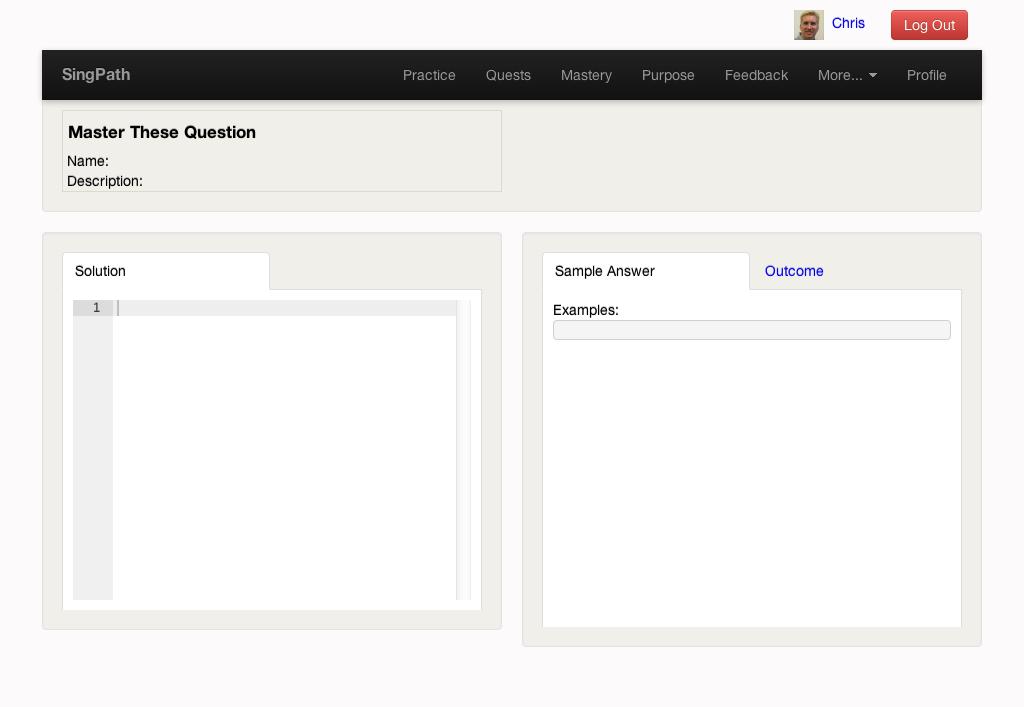 Chris
Log Out
SingPath Practice Quests Mastery Purpose Feedback More... Profile
Master These Question
Name:
Description:
Solution
1
Sample Answer Outcome
Examples: